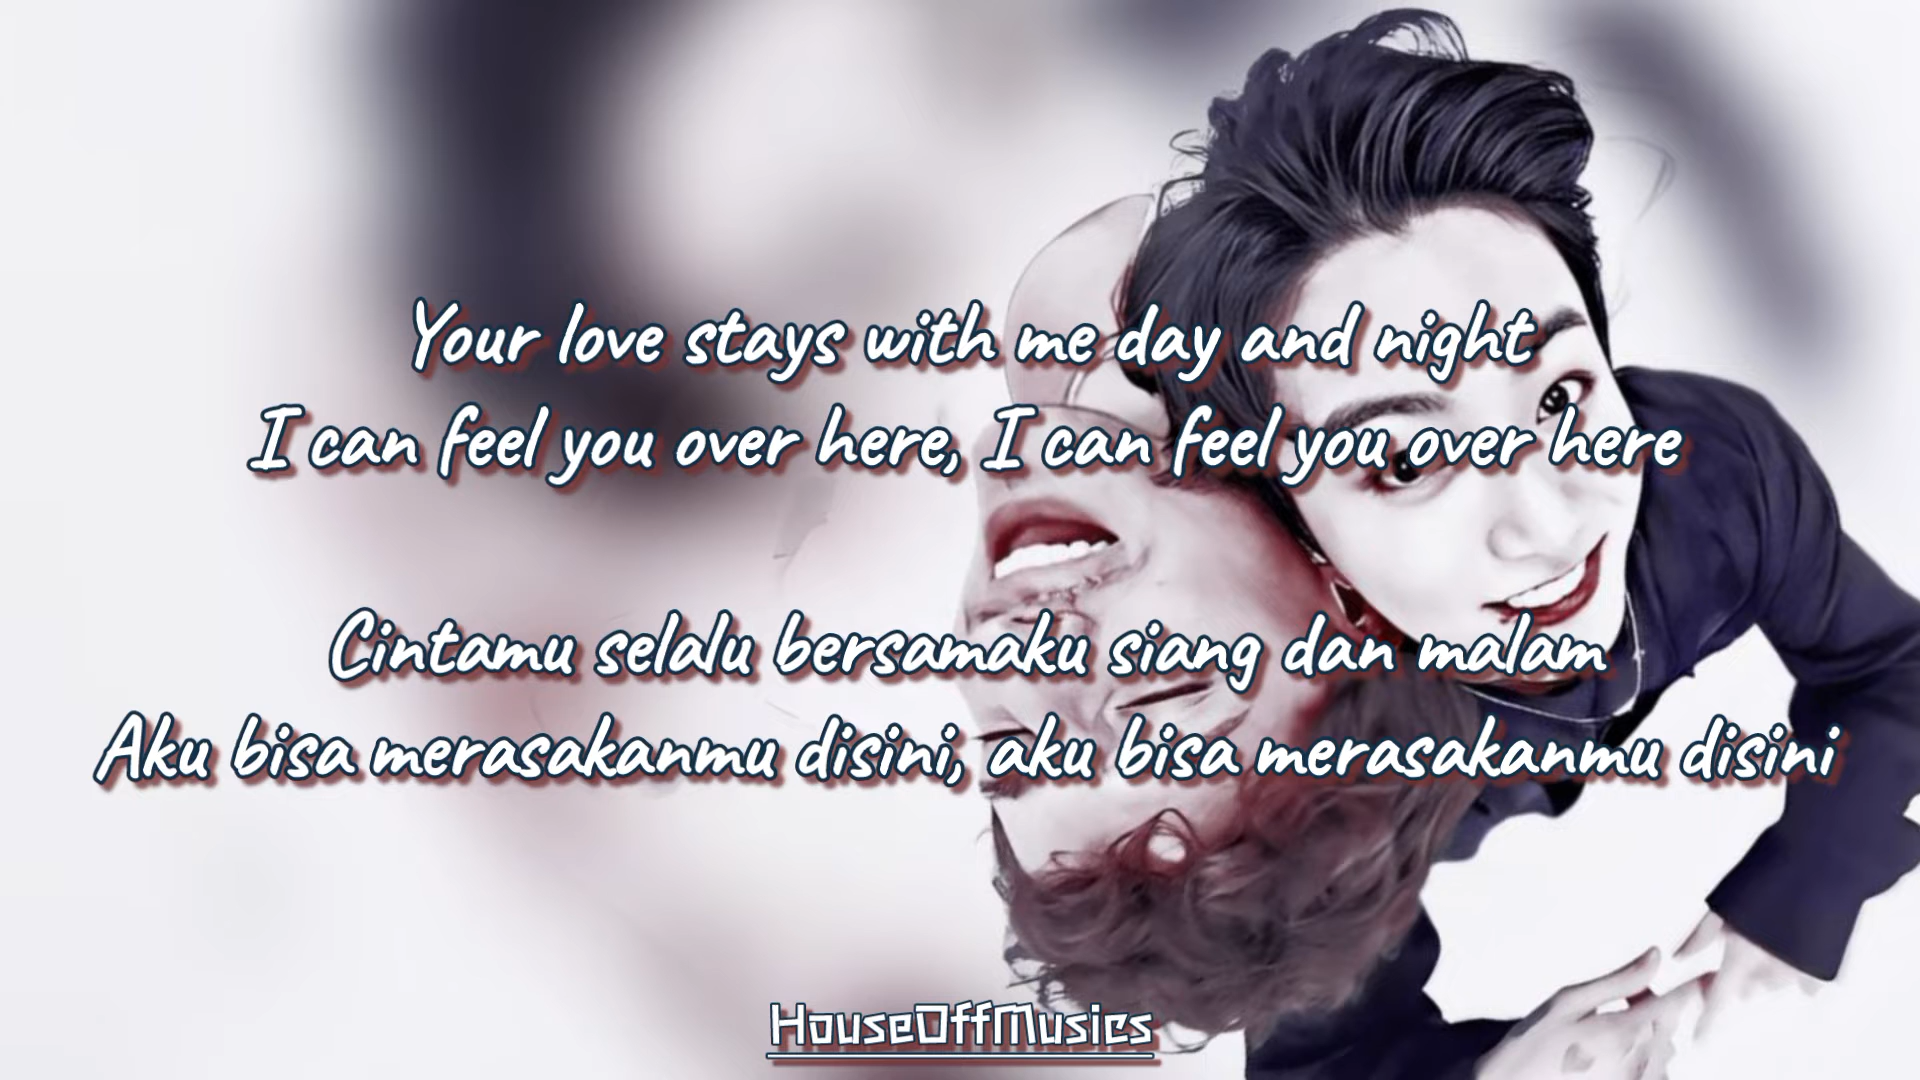 Your love stays with me day and night
I can feel you over here, I can feel you over here
Cintamu selalu bersamaku siang dan malam
Aku bisa merasakanmu disini, aku bisa merasakanmu disini
HouseOffMusics